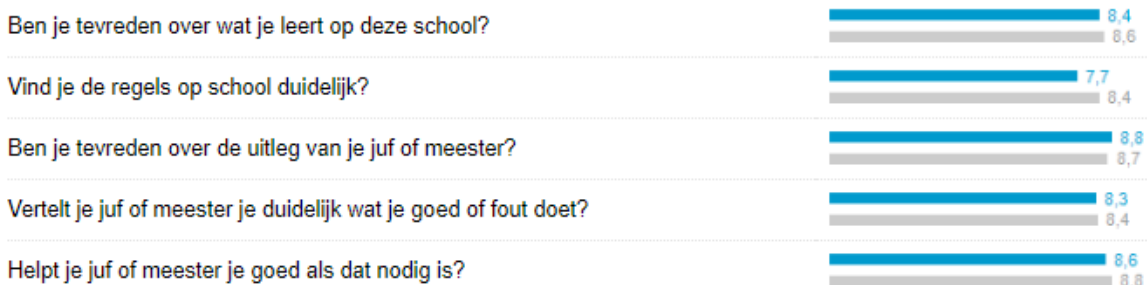 Ben je tevreden over wat je leert op deze school? 8,4
8,6
Vind je de regels op school duidelijk? 7,7
8,4
Ben je tevreden over de uitleg van je juf of meester? 8,8
8,7
Vertelt je juf of meester je duidelijk wat je goed of fout doet? 8,3
8,4
Helpt je juf of meester je goed als dat nodig is? 8,6
8,8